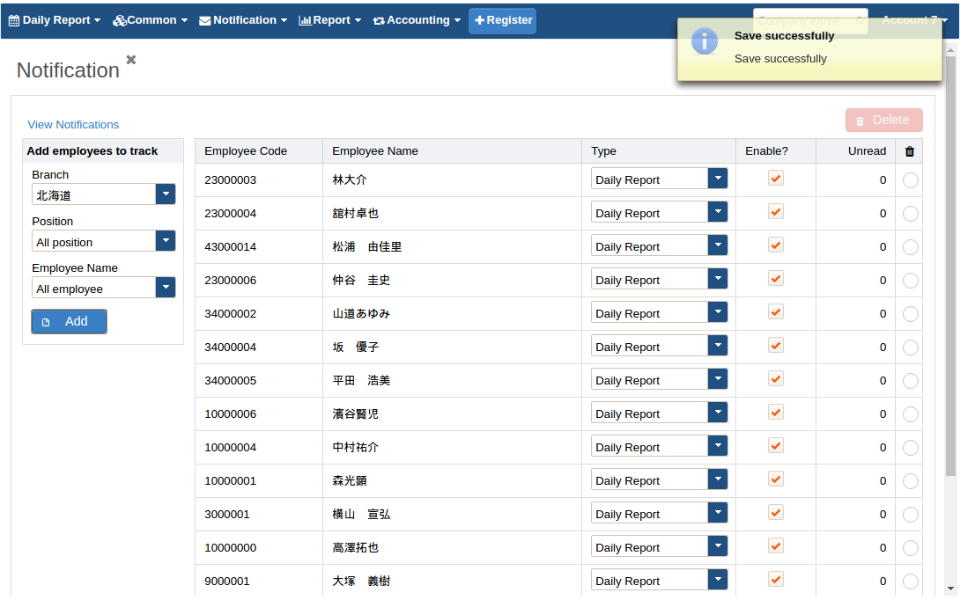 Daily Report Common Notification Report Accounting Register Account 7
Save successfully
Save successfully
Notification
View Notifications
Delete
Add employees to track
Branch
北海道
Position
All position
Employee Name
All employee
Add
Employee Code Employee Name Type Enable? Unread
23000003 林大介 Daily Report 0
23000004 舘村卓也 Daily Report 0
43000014 松浦　由佳里 Daily Report 0
23000006 仲谷　圭史 Daily Report 0
34000002 山道あゆみ Daily Report 0
34000004 坂　優子 Daily Report 0
34000005 平田　浩美 Daily Report 0
10000006 濱谷賢児 Daily Report 0
10000004 中村祐介 Daily Report 0
10000001 森光顕 Daily Report 0
3000001 横山　宣弘 Daily Report 0
10000000 高澤拓也 Daily Report 0
9000001 大塚　義樹 Daily Report 0